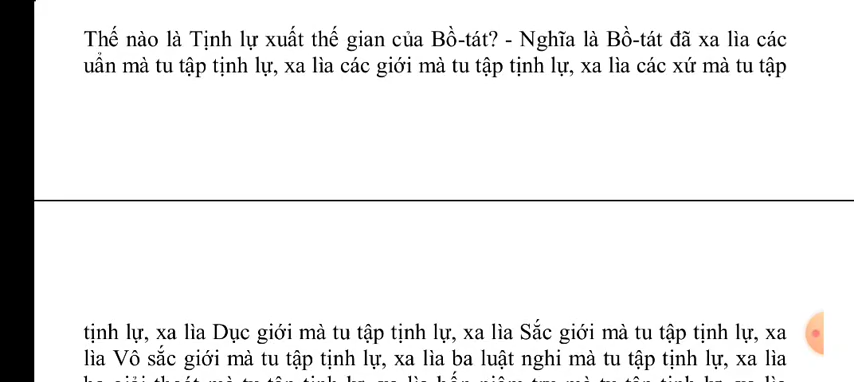 Thế nào là Tịnh lự xuất thế gian của Bồ-tát? - Nghĩa là Bồ-tát đã xa lìa các
uẩn mà tu tập tịnh lự, xa lìa các giới mà tu tập tịnh lự, xa lìa các xứ mà tu tập
tịnh lự, xa lìa Dục giới mà tu tập tịnh lự, xa lìa Sắc giới mà tu tập tịnh lự, xa
lìa Vô sắc giới mà tu tập tịnh lự, xa lìa ba luật nghi mà tu tập tịnh lự, xa lìa